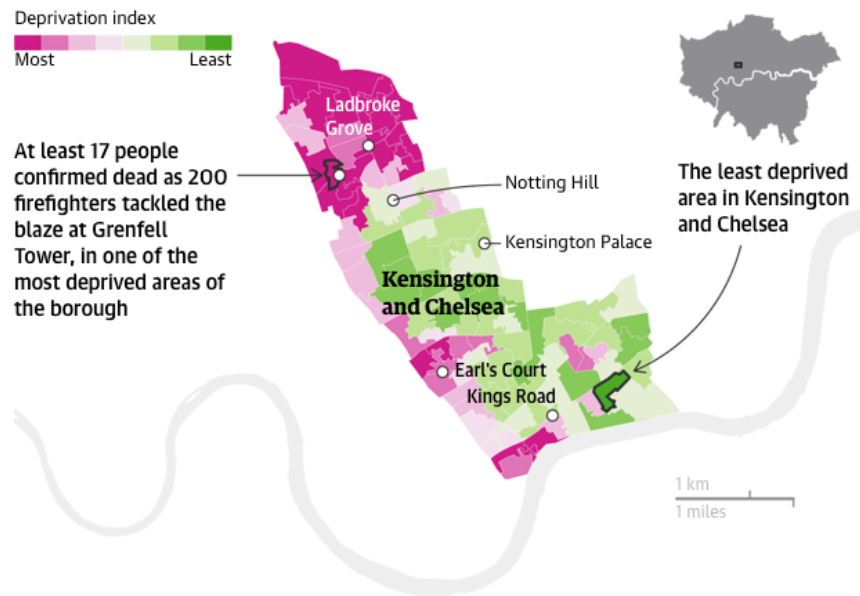 Deprivation index
Most
Least
At least 17 people
confirmed dead as 200
firefighters tackled the
blaze at Grenfell
Tower, in one of the
most deprived areas of
the borough
Ladbroke
Grove
Notting Hill
Kensington Palace
Kensington
and Chelsea
Earl's Court
Kings Road
The least deprived
area in Kensington
and Chelsea
1 km
1 miles